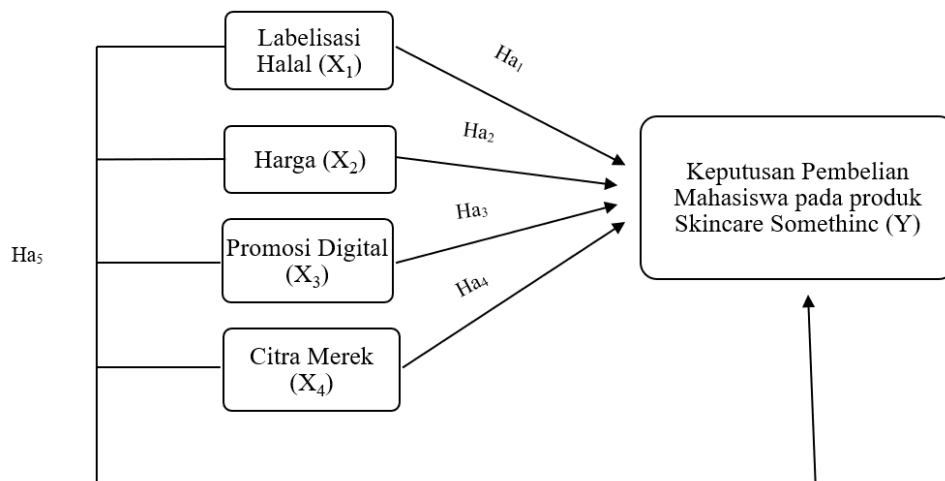 Labelisasi
Halal (X₁)
Ha₁
Harga (X₂)
Ha₂
Keputusan Pembelian
Mahasiswa pada produk
Skincare Somethinc (Y)
Ha₃
Promosi Digital
(X₃)
Ha₅
Ha₄
Citra Merek
(X₄)